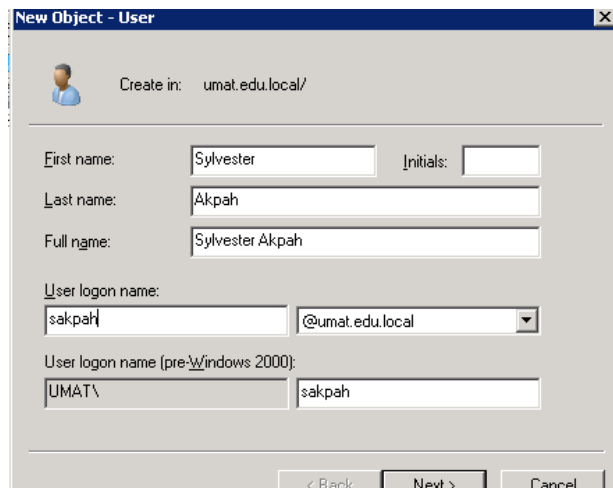 New Object - User
Create in: umat.edu.local/
First name: Sylvester Initials:
Last name: Akpah
Full name: Sylvester Akpah
User logon name:
sakpah @umat.edu.local
User logon name (pre-Windows 2000):
UMAT\ sakpah
< Back Next > Cancel